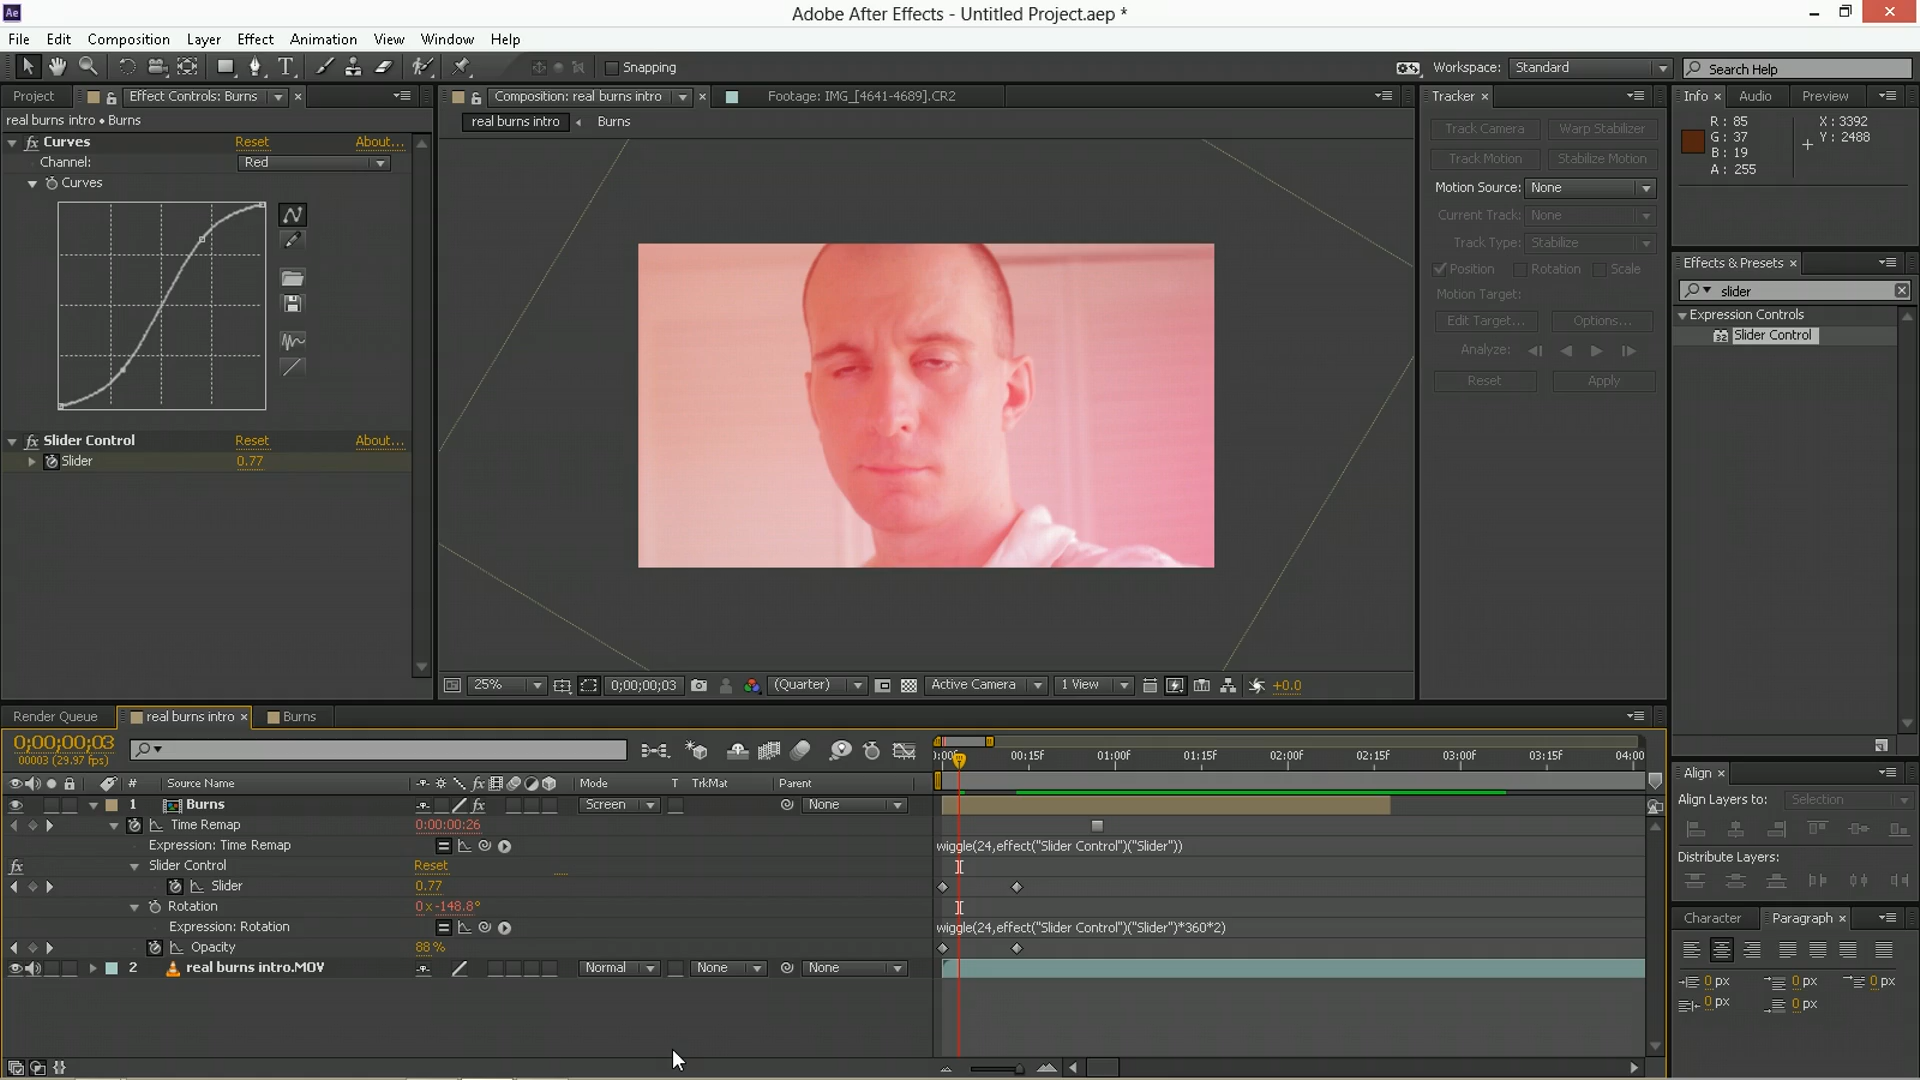 Ae
Adobe After Effects - Untitled Project.aep *
File Edit Composition Layer Effect Animation View Window Help
Snapping
Workspace: Standard
Search Help
Project
Effect Controls: Burns
real burns intro • Burns
Curves Reset About...
Channel: Red
Curves
Slider Control Reset About...
Slider 0.77
Composition: real burns intro
Footage: IMG_[4641-4689].CR2
real burns intro Burns
25%
0;00;00;03
(Quarter)
Active Camera
1 View
+0.0
Tracker
Track Camera Warp Stabilizer
Track Motion Stabilize Motion
Motion Source: None
Current Track: None
Track Type: Stabilize
Position Rotation Scale
Motion Target:
Edit Target... Options...
Analyze:
Reset Apply
Info Audio Preview
R: 85
G: 37
B: 19
A: 255
X: 3392
Y: 2488
Effects & Presets
slider
Expression Controls
32 Slider Control
Render Queue
real burns intro
Burns
0;00;00;03
00003 (29.97 fps)
):00f 00:15f 01:00f 01:15f 02:00f 02:15f 03:00f 03:15f 04:00
# Source Name fx Mode T TrkMat Parent
1 Burns fx Screen None
Time Remap 0:00:00:26
Expression: Time Remap wiggle(24,effect("Slider Control")("Slider"))
fx Slider Control Reset
Slider 0.77
Rotation 0x-148.8°
Expression: Rotation wiggle(24,effect("Slider Control")("Slider")*360*2)
Opacity 88%
2 real burns intro.MOV Normal None None
Align
Align Layers to: Selection
Distribute Layers:
Character Paragraph
0 px 0 px 0 px
0 px 0 px